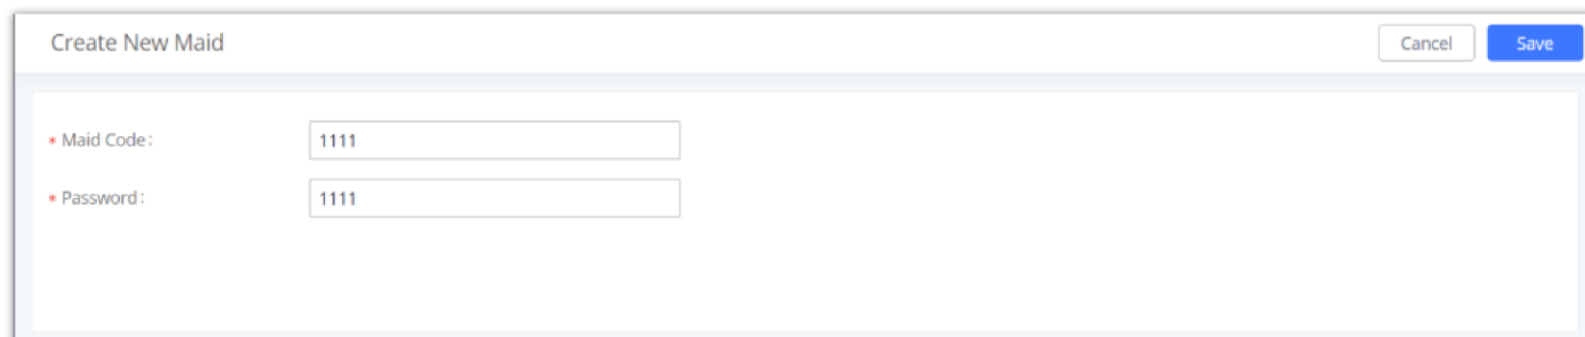 Create New Maid Cancel Save
* Maid Code: 1111
* Password: 1111